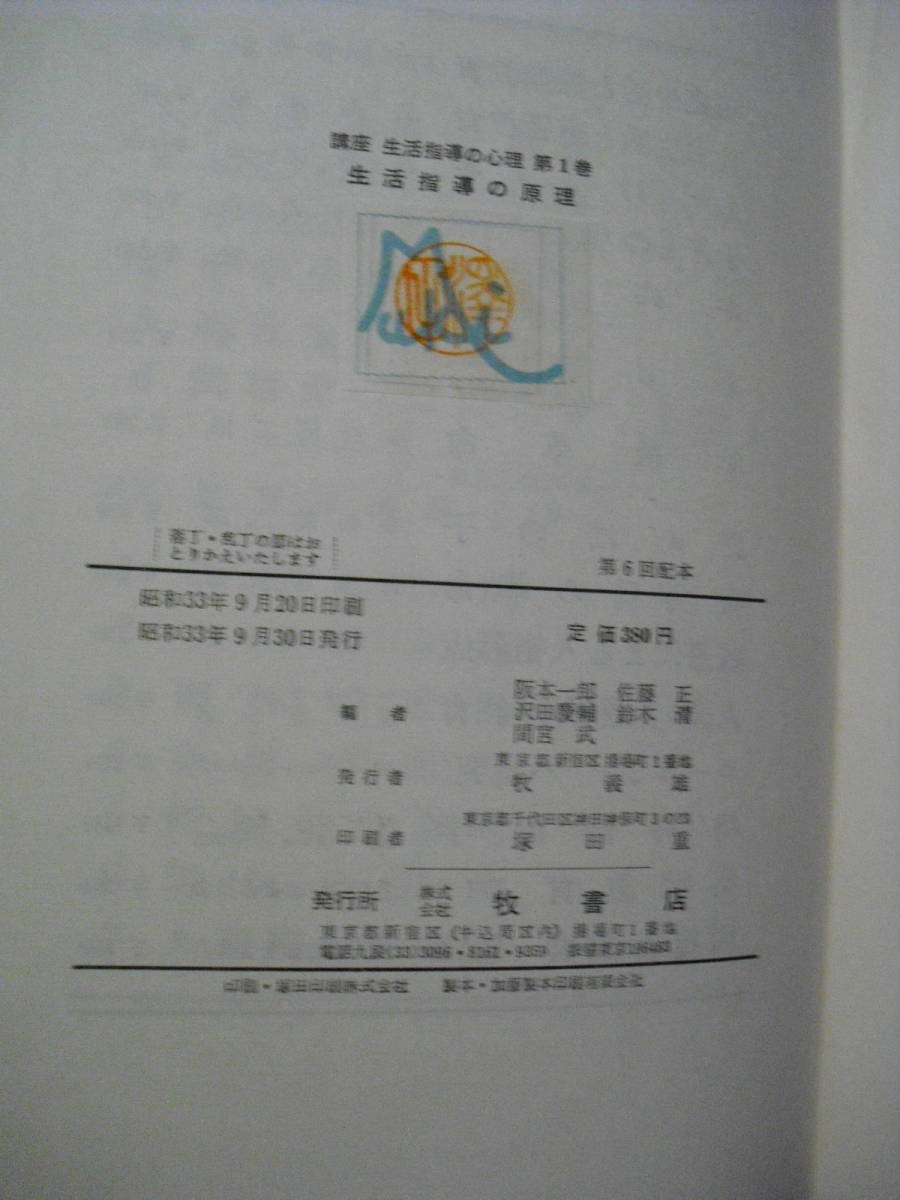 講座 生活指導の心理 第1巻
生活指導の原理
落丁・乱丁の節はお
とりかえいたします
第6回配本
昭和33年9月20日印刷
昭和33年9月30日発行
定価380円
編者
阪本一郎 佐藤正
沢田慶輔 鈴木清
間宮武
東京都新宿区揚場町1番地
発行者 牧義雄
東京都千代田区神田神保町
印刷者 塚田重
発行所 株式会社 牧書店
東京都新宿区(牛込局区内)揚場町1番地
電話九段(33)3096・8161・9359 振替東京196463
印刷・塚田印刷株式会社 製本・加藤製本印刷有限会社